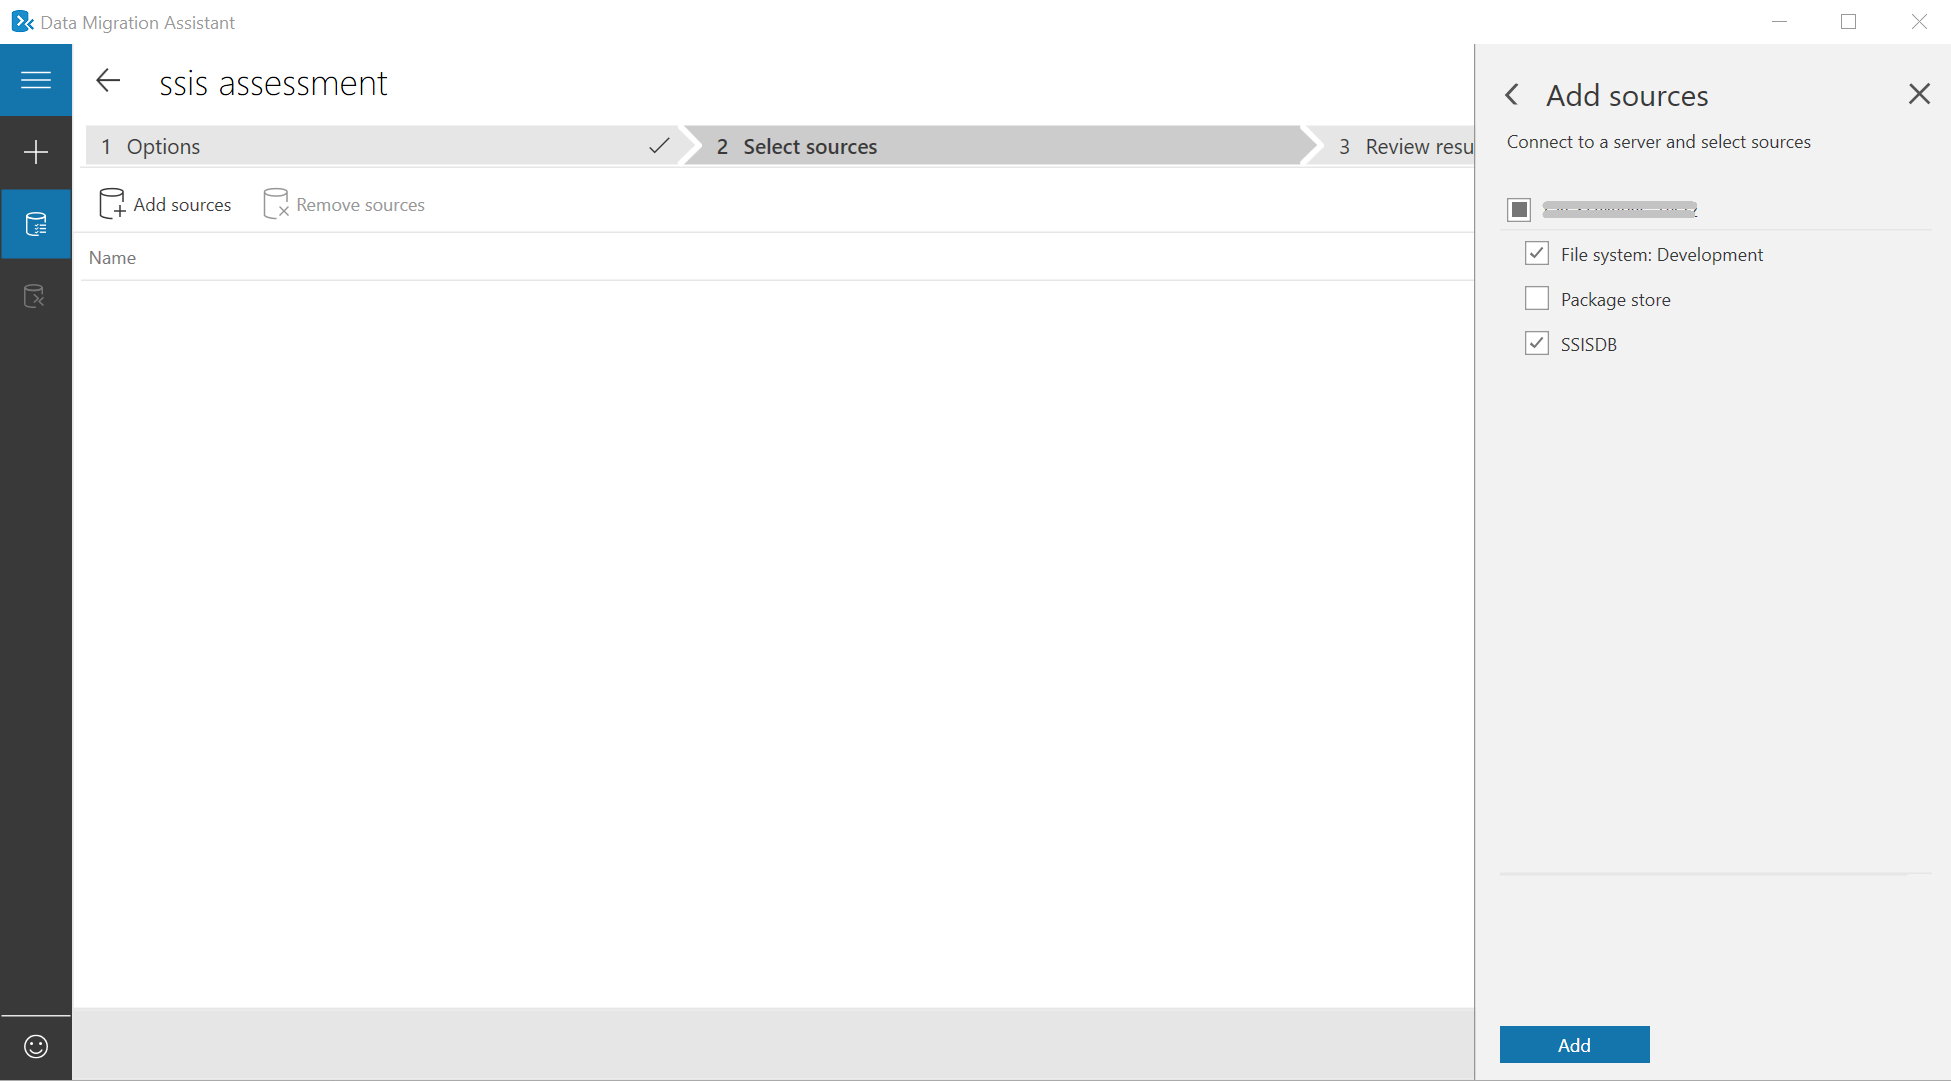 Data Migration Assistant
ssis assessment
1 Options
2 Select sources
3 Review resu
Add sources
Remove sources
Name
Add sources
Connect to a server and select sources
File system: Development
Package store
SSISDB
Add